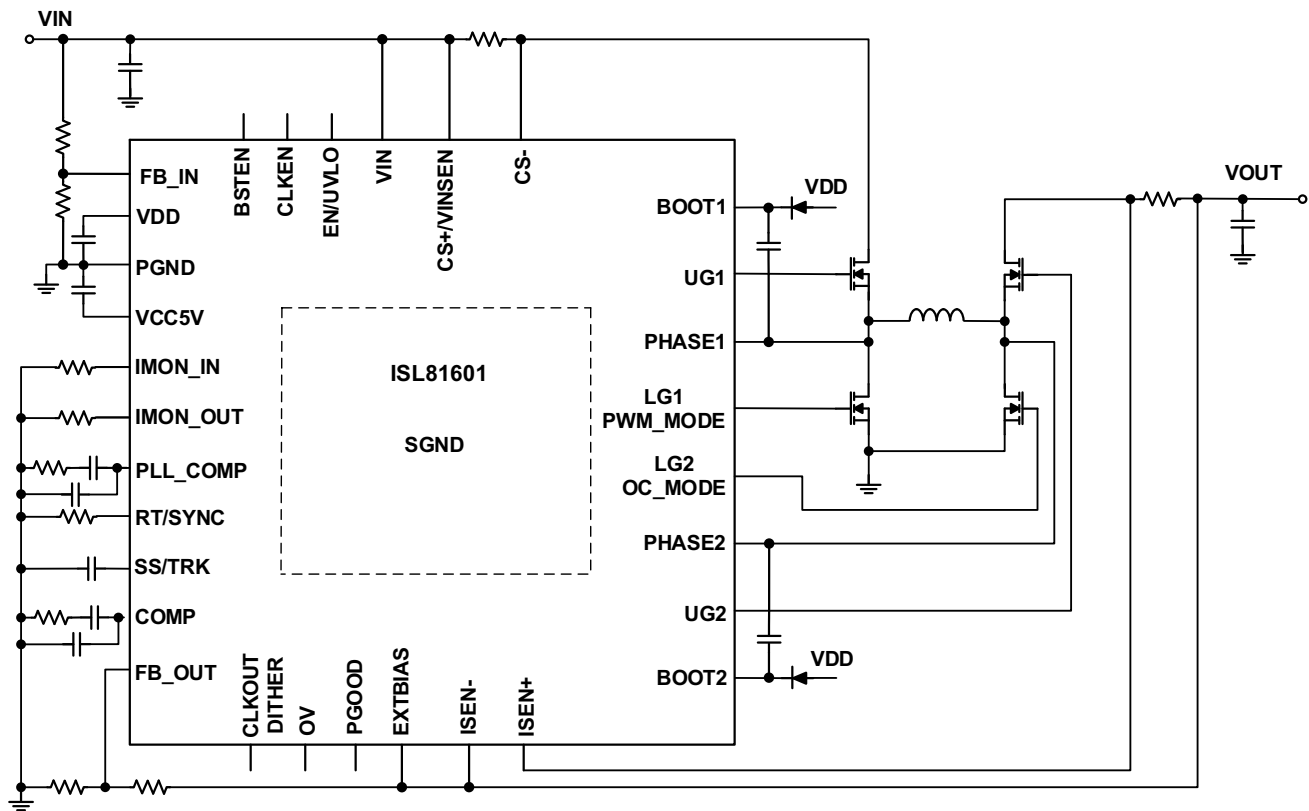 VIN
BSTEN
CLKEN
EN/UVLO
VIN
CS+/VINSEN
CS-
FB_IN
VDD
PGND
VCC5V
IMON_IN
IMON_OUT
PLL_COMP
RT/SYNC
SS/TRK
COMP
FB_OUT
ISL81601
SGND
BOOT1
UG1
PHASE1
LG1
PWM_MODE
LG2
OC_MODE
PHASE2
UG2
BOOT2
VDD
VOUT
VDD
CLKOUT
DITHER
OV
PGOOD
EXTBIAS
ISEN-
ISEN+